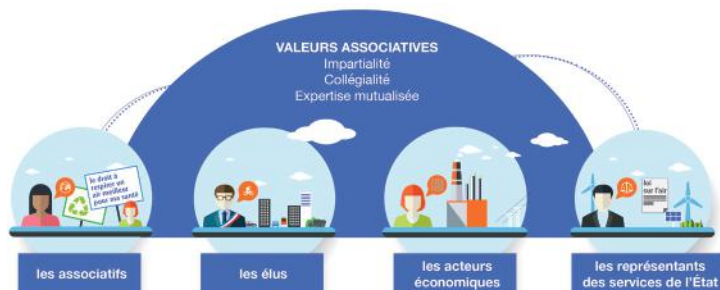 VALEURS ASSOCIATIVES
Impartialité
Collégialité
Expertise mutualisée
le droit à
respirer un
air meilleur
pour ma santé
loi
sur l'air
les associatifs
les élus
les acteurs
économiques
les représentants
des services de l'État